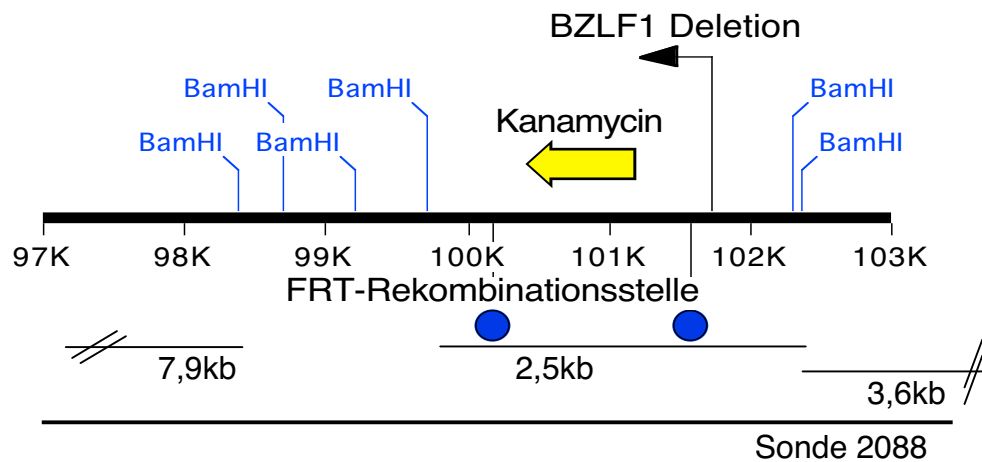 BZLF1 Deletion
BamHI BamHI BamHI
Kanamycin
BamHI BamHI BamHI
97K 98K 99K 100K 101K 102K 103K
FRT-Rekombinationsstelle
7,9kb 2,5kb
3,6kb
Sonde 2088